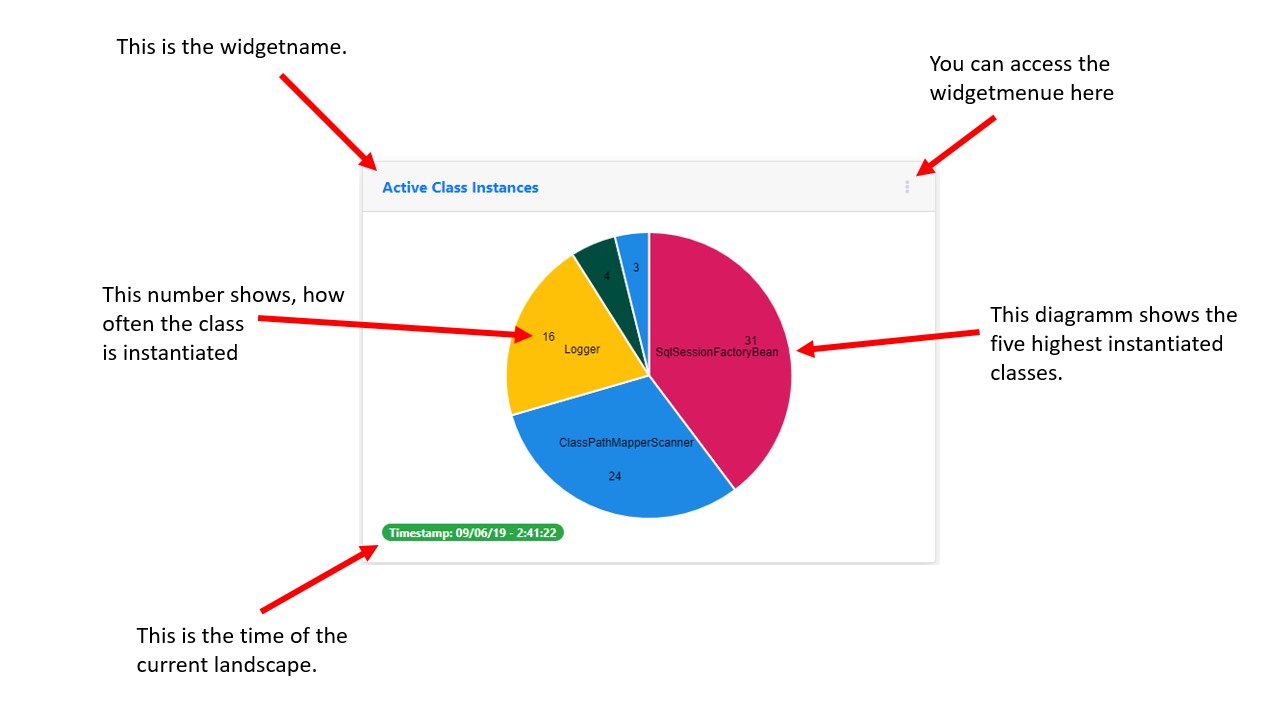 This is the widgetname.
You can access the
widgetmenue here
Active Class Instances
3
4
This number shows, how
often the class
is instantiated
16
Logger
31
SqlSessionFactoryBean
This diagramm shows the
five highest instantiated
classes.
ClassPathMapperScanner
24
Timestamp: 09/06/19 - 2:41:22
This is the time of the
current landscape.